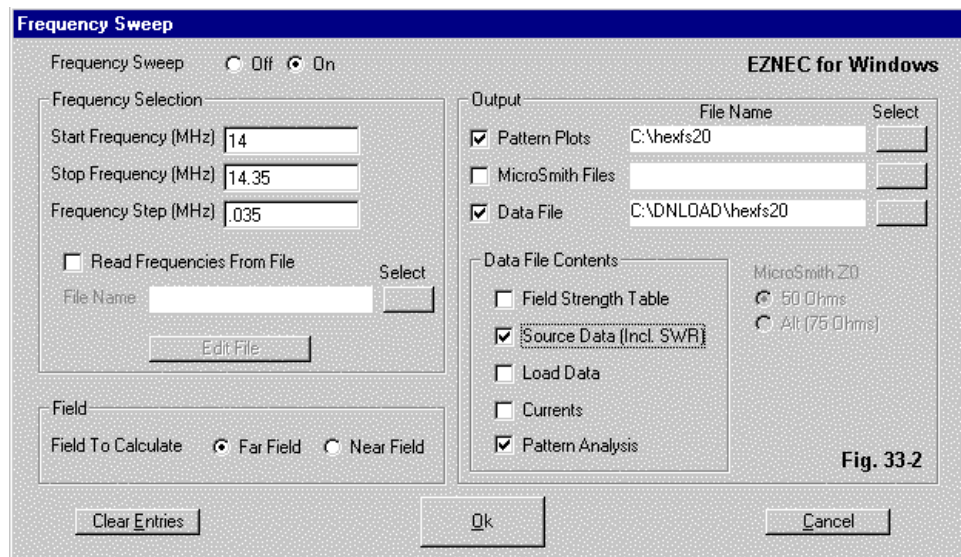 Frequency Sweep
Frequency Sweep Off On
EZNEC for Windows
Frequency Selection
Start Frequency (MHz) 14
Stop Frequency (MHz) 14.35
Frequency Step (MHz) .035
Read Frequencies From File
Select
File Name
Edit File
Field
Field To Calculate Far Field Near Field
Output
File Name Select
Pattern Plots C:\hexfs20
MicroSmith Files
Data File C:\DNLOAD\hexfs20
Data File Contents
Field Strength Table
Source Data (Incl. SWR)
Load Data
Currents
Pattern Analysis
MicroSmith Z0
50 Ohms
Alt (75 Ohms)
Fig. 33-2
Clear Entries
Ok
Cancel